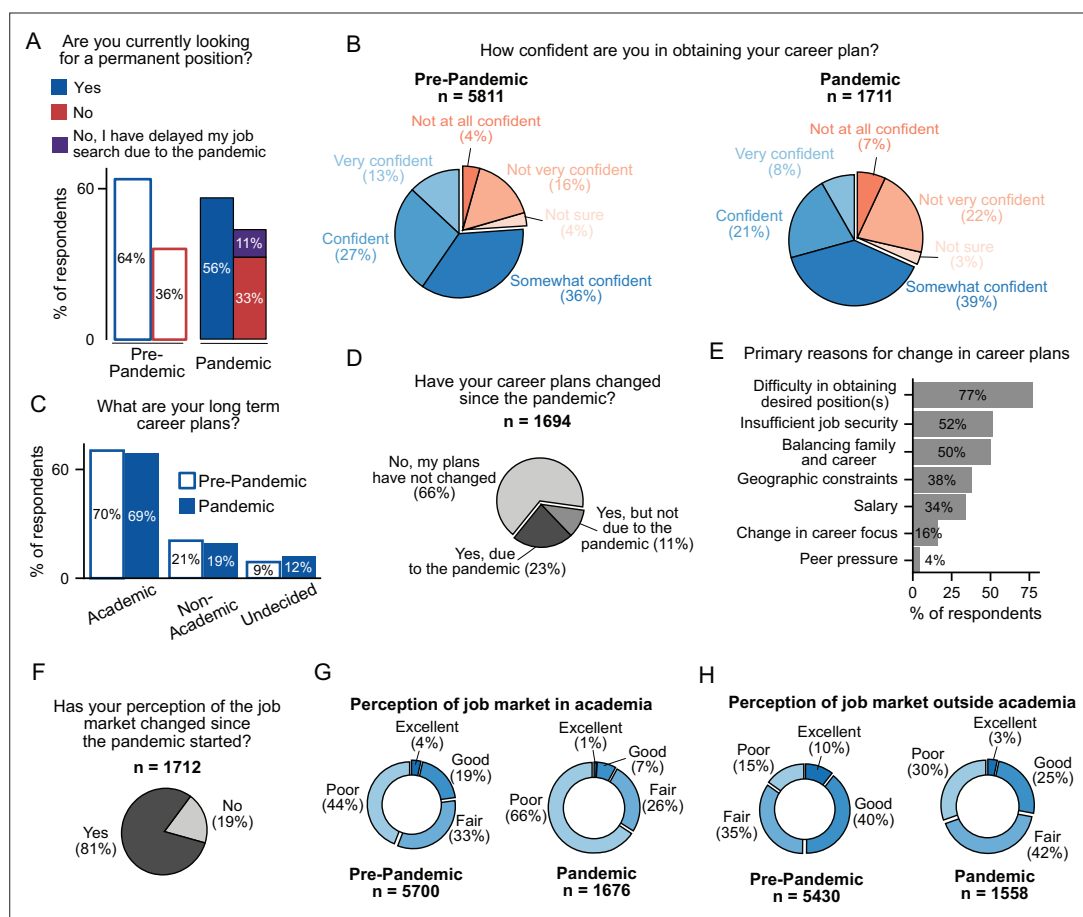 A
Are you currently looking
for a permanent position?
Yes
No
No, I have delayed my job
search due to the pandemic
% of respondents
60
0
64%
36%
56%
11%
33%
Pre-
Pandemic
Pandemic
B
How confident are you in obtaining your career plan?
Pre-Pandemic
n = 5811
Not at all confident
(4%)
Very confident
(13%)
Not very confident
(16%)
Not sure
(4%)
Confident
(27%)
Somewhat confident
(36%)
Pandemic
n = 1711
Not at all confident
(7%)
Very confident
(8%)
Not very confident
(22%)
Confident
(21%)
Not sure
(3%)
Somewhat confident
(39%)
C
What are your long term
career plans?
% of respondents
60
0
Pre-Pandemic
Pandemic
70%
69%
21%
19%
9%
12%
Academic
Non-
Academic
Undecided
D
Have your career plans changed
since the pandemic?
n = 1694
No, my plans
have not changed
(66%)
Yes, but not
due to the
pandemic (11%)
Yes, due
to the pandemic (23%)
E
Primary reasons for change in career plans
Difficulty in obtaining
desired position(s)
77%
Insufficient job security
52%
Balancing family
and career
50%
Geographic constraints
38%
Salary
34%
Change in career focus
16%
Peer pressure
4%
0
25
50
75
% of respondents
F
Has your perception of the job
market changed since
the pandemic started?
n = 1712
No
(19%)
Yes
(81%)
G
Perception of job market in academia
Excellent
(4%)
Good
(19%)
Poor
(44%)
Fair
(33%)
Pre-Pandemic
n = 5700
Excellent
(1%)
Good
(7%)
Fair
(26%)
Poor
(66%)
Pandemic
n = 1676
H
Perception of job market outside academia
Excellent
(10%)
Poor
(15%)
Good
(40%)
Fair
(35%)
Pre-Pandemic
n = 5430
Excellent
(3%)
Good
(25%)
Poor
(30%)
Fair
(42%)
Pandemic
n = 1558